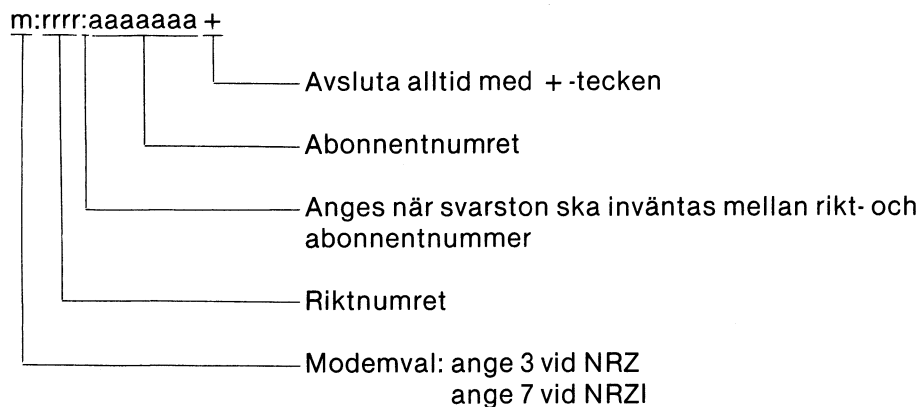 m:rrrr:aaaaaaa +
Avsluta alltid med + -tecken
Abonnentnumret
Anges när svarston ska inväntas mellan rikt- och
abonnentnummer
Riktnumret
Modemval: ange 3 vid NRZ
ange 7 vid NRZI